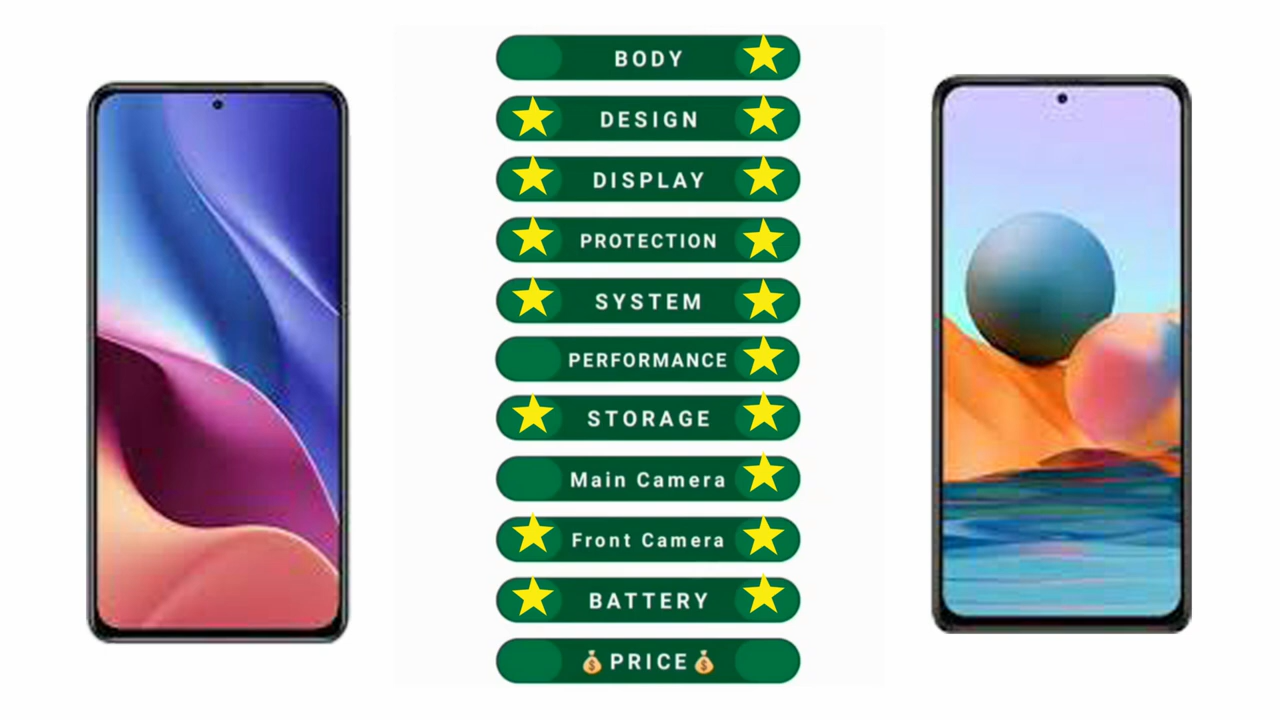 BODY
DESIGN
DISPLAY
PROTECTION
SYSTEM
PERFORMANCE
STORAGE
Main Camera
Front Camera
BATTERY
💰PRICE💰